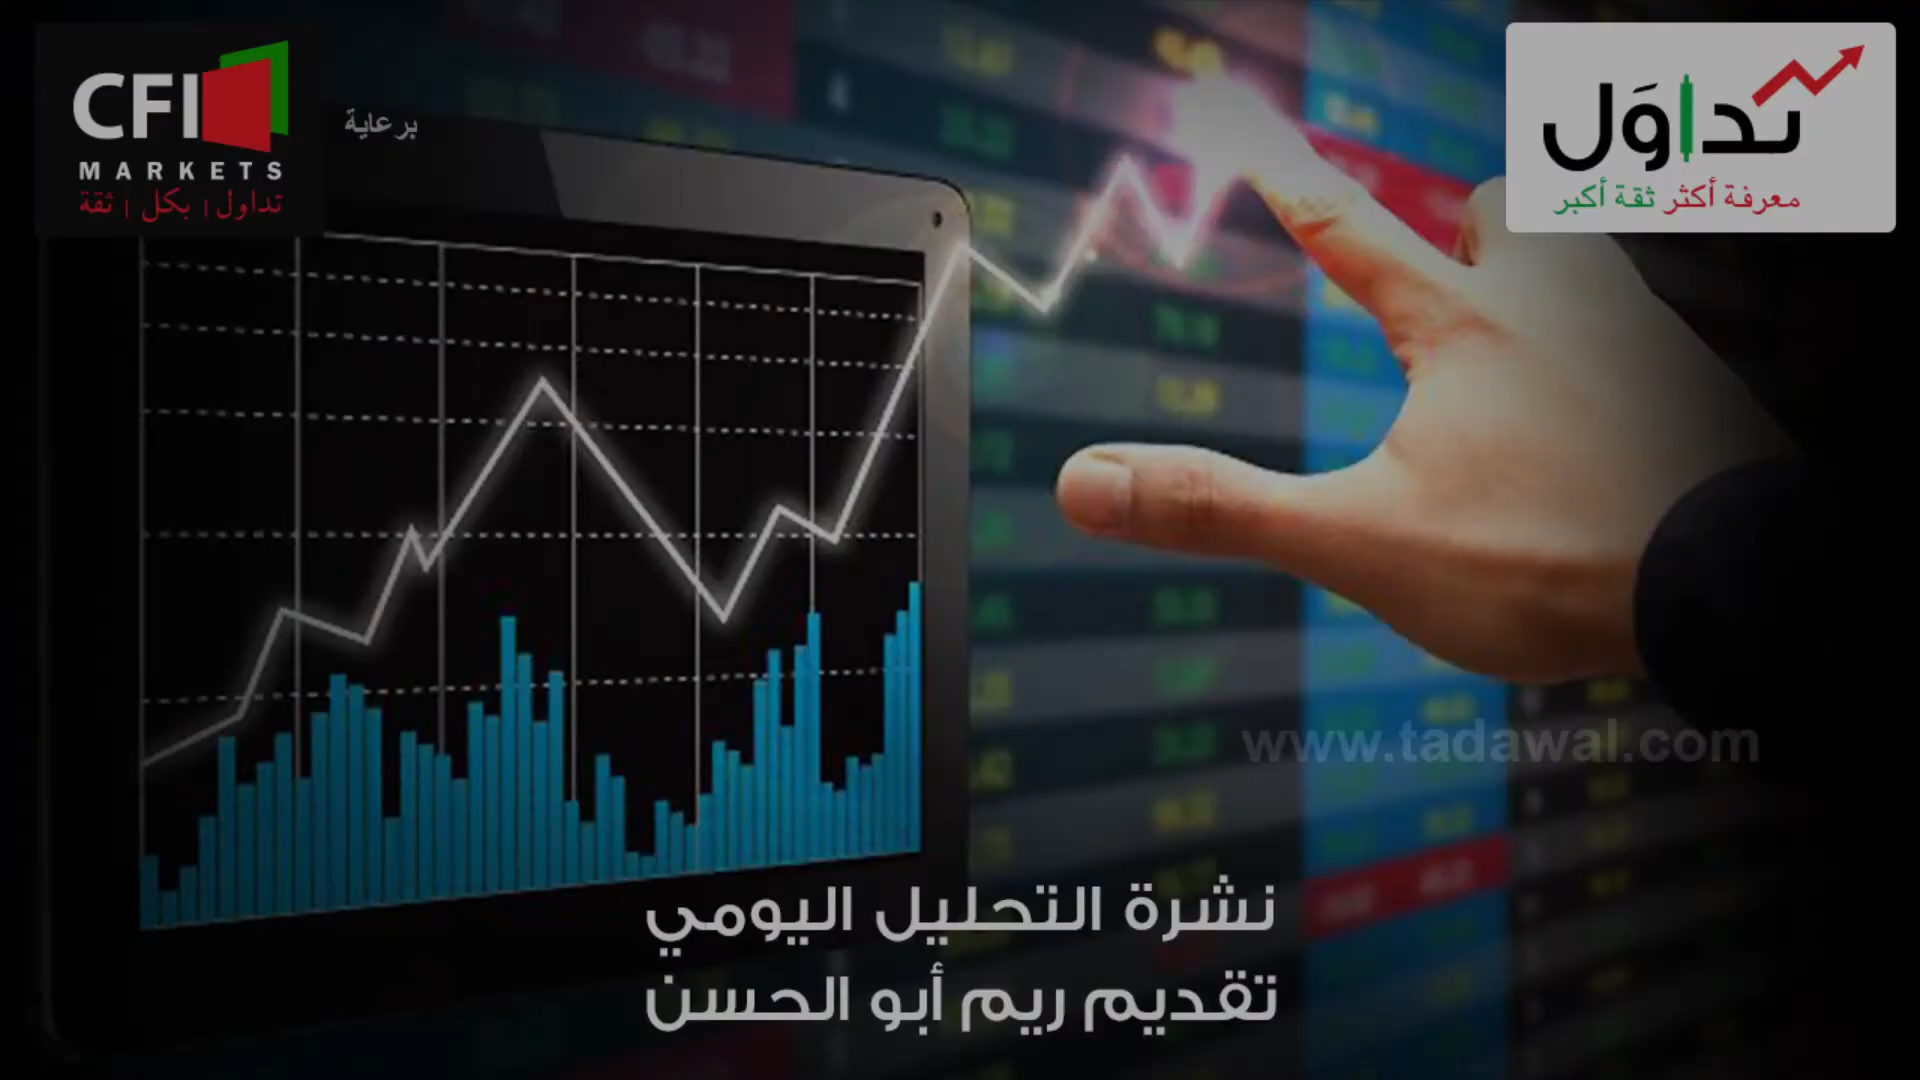 CFI
MARKETS
تداول | بكل | ثقة
برعاية
تداوَل
معرفة أكثر ثقة أكبر
www.tadawal.com
نشرة التحليل اليومي
تقديم ريم أبو الحسن